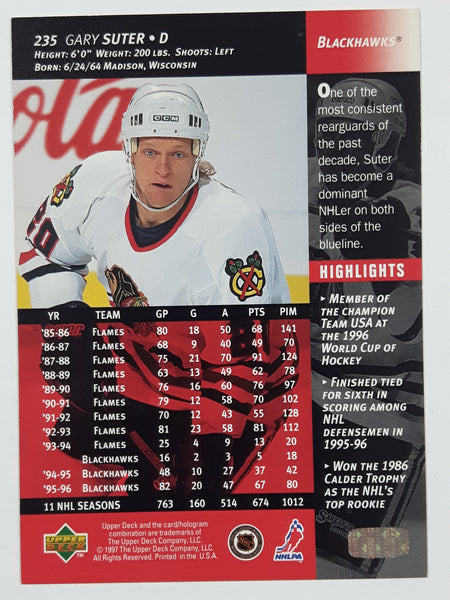 235 GARY SUTER • D
HEIGHT: 6'0" WEIGHT: 200 LBS. SHOOTS: LEFT
BORN: 6/24/64 MADISON, WISCONSIN
BLACKHAWKS®
One of the
most consistent
rearguards of
the past
decade, Suter
has become a
dominant
NHLer on both
sides of the
blueline.
HIGHLIGHTS
▸ MEMBER OF
THE CHAMPION
TEAM USA AT
THE 1996
WORLD CUP OF
HOCKEY
▸ FINISHED TIED
FOR SIXTH IN
SCORING AMONG
NHL
DEFENSEMEN IN
1995-96
▸ WON THE 1986
CALDER TROPHY
AS THE NHL'S
TOP ROOKIE
CCM
20
YR TEAM GP G A PTS PIM
'85-86 FLAMES 80 18 50 68 141
'86-87 FLAMES 68 9 40 49 70
'87-88 FLAMES 75 21 70 91 124
'88-89 FLAMES 63 13 49 62 78
'89-90 FLAMES 76 16 60 76 97
'90-91 FLAMES 79 12 58 70 102
'91-92 FLAMES 70 12 43 55 128
'92-93 FLAMES 81 23 58 81 112
'93-94 FLAMES 25 4 9 13 20
BLACKHAWKS 16 2 3 5 18
'94-95 BLACKHAWKS 48 10 27 37 42
'95-96 BLACKHAWKS 82 20 47 67 80
11 NHL SEASONS 763 160 514 674 1012
UPPER DECK
TM
Upper Deck and the card/hologram
combination are trademarks of
The Upper Deck Company, LLC.
© 1997 The Upper Deck Company, LLC.
All Rights Reserved. Printed in the U.S.A.
NHL
NHLPA